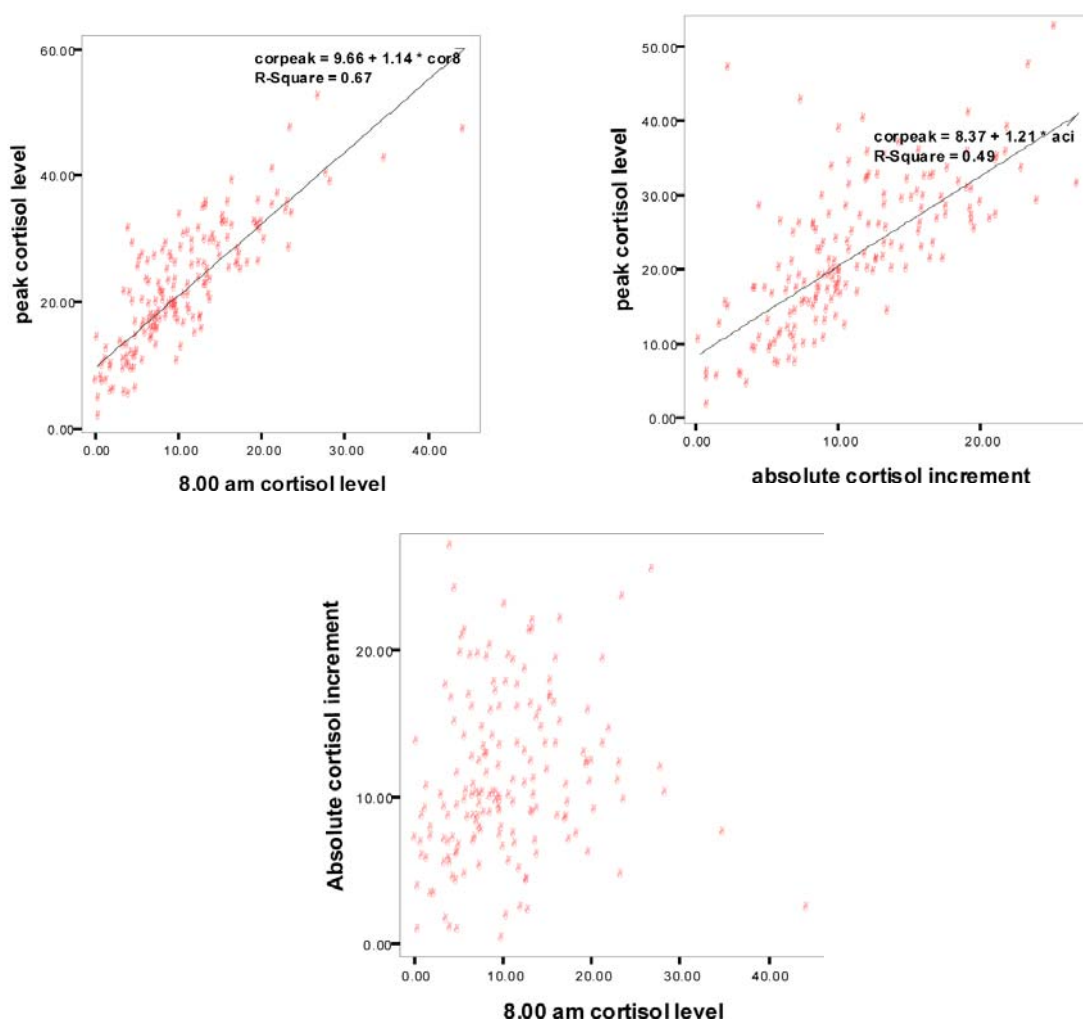 60.00
40.00
20.00
0.00
peak cortisol level
corpeak = 9.66 + 1.14 * cor8
R-Square = 0.67
0.00 10.00 20.00 30.00 40.00
8.00 am cortisol level
50.00
40.00
30.00
20.00
10.00
0.00
peak cortisol level
corpeak = 8.37 + 1.21 * aci
R-Square = 0.49
0.00 10.00 20.00
absolute cortisol increment
20.00
10.00
0.00
Absolute cortisol increment
0.00 10.00 20.00 30.00 40.00
8.00 am cortisol level